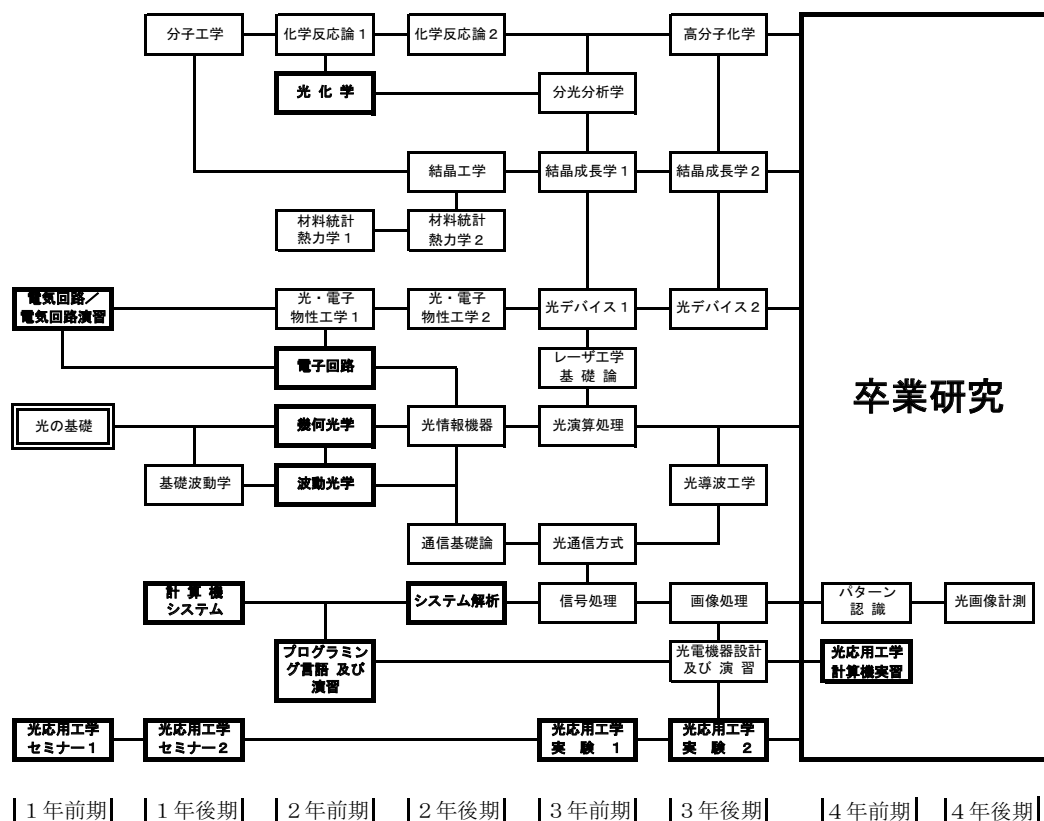 分子工学
化学反応論１
化学反応論２
高分子化学
光 化 学
分光分析学
結晶工学
結晶成長学１
結晶成長学２
材料統計
熱力学１
材料統計
熱力学２
電気回路／
電気回路演習
光・電子
物性工学１
光・電子
物性工学２
光デバイス１
光デバイス２
電子回路
レーザ工学
基 礎 論
卒業研究
光の基礎
幾何光学
光情報機器
光演算処理
基礎波動学
波動光学
光導波工学
通信基礎論
光通信方式
計 算 機
システム
システム解析
信号処理
画像処理
パターン
認 識
光画像計測
プログラミン
グ言語 及び
演習
光電機器設計
及 び 演 習
光応用工学
計算機実習
光応用工学
セミナー１
光応用工学
セミナー２
光応用工学
実 験 １
光応用工学
実 験 ２
１年前期
１年後期
２年前期
２年後期
３年前期
３年後期
４年前期
４年後期